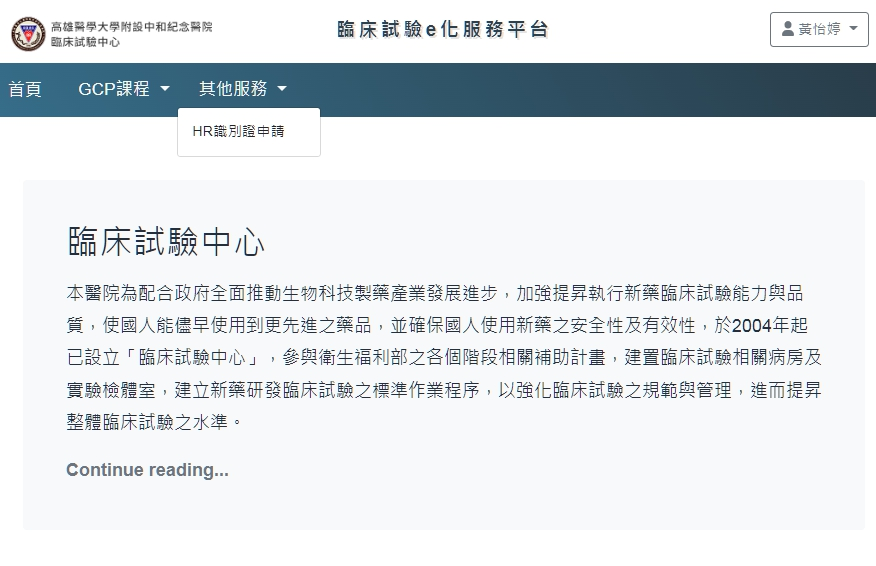 高雄醫學大學附設中和紀念醫院
臨床試驗中心
臨床試驗e化服務平台
黃怡婷
首頁
GCP課程
其他服務
HR識別證申請
臨床試驗中心
本醫院為配合政府全面推動生物科技製藥產業發展進步，加強提昇執行新藥臨床試驗能力與品
質，使國人能儘早使用到更先進之藥品，並確保國人使用新藥之安全性及有效性，於2004年起
已設立「臨床試驗中心」，參與衛生福利部之各個階段相關補助計畫，建置臨床試驗相關病房及
實驗檢體室，建立新藥研發臨床試驗之標準作業程序，以強化臨床試驗之規範與管理，進而提昇
整體臨床試驗之水準。
Continue reading...